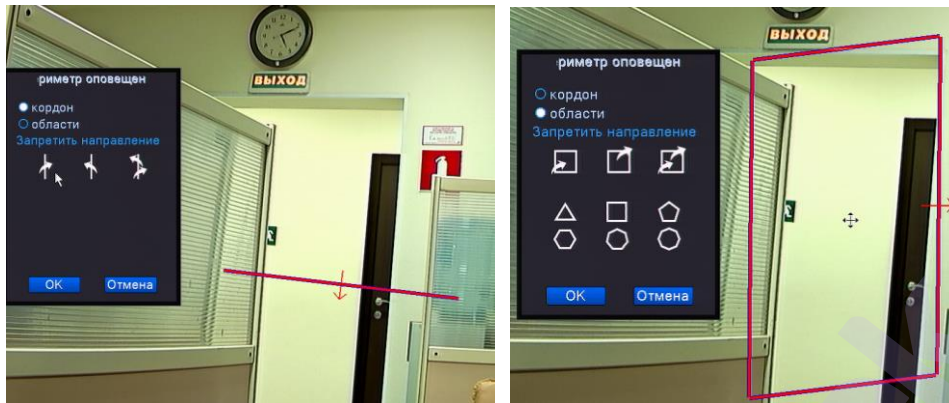 ВЫХОД
риметр оповещен
кордон
области
Запретить направление
OK
Отмена
ВЫХОД
риметр оповещен
кордон
области
Запретить направление
OK
Отмена